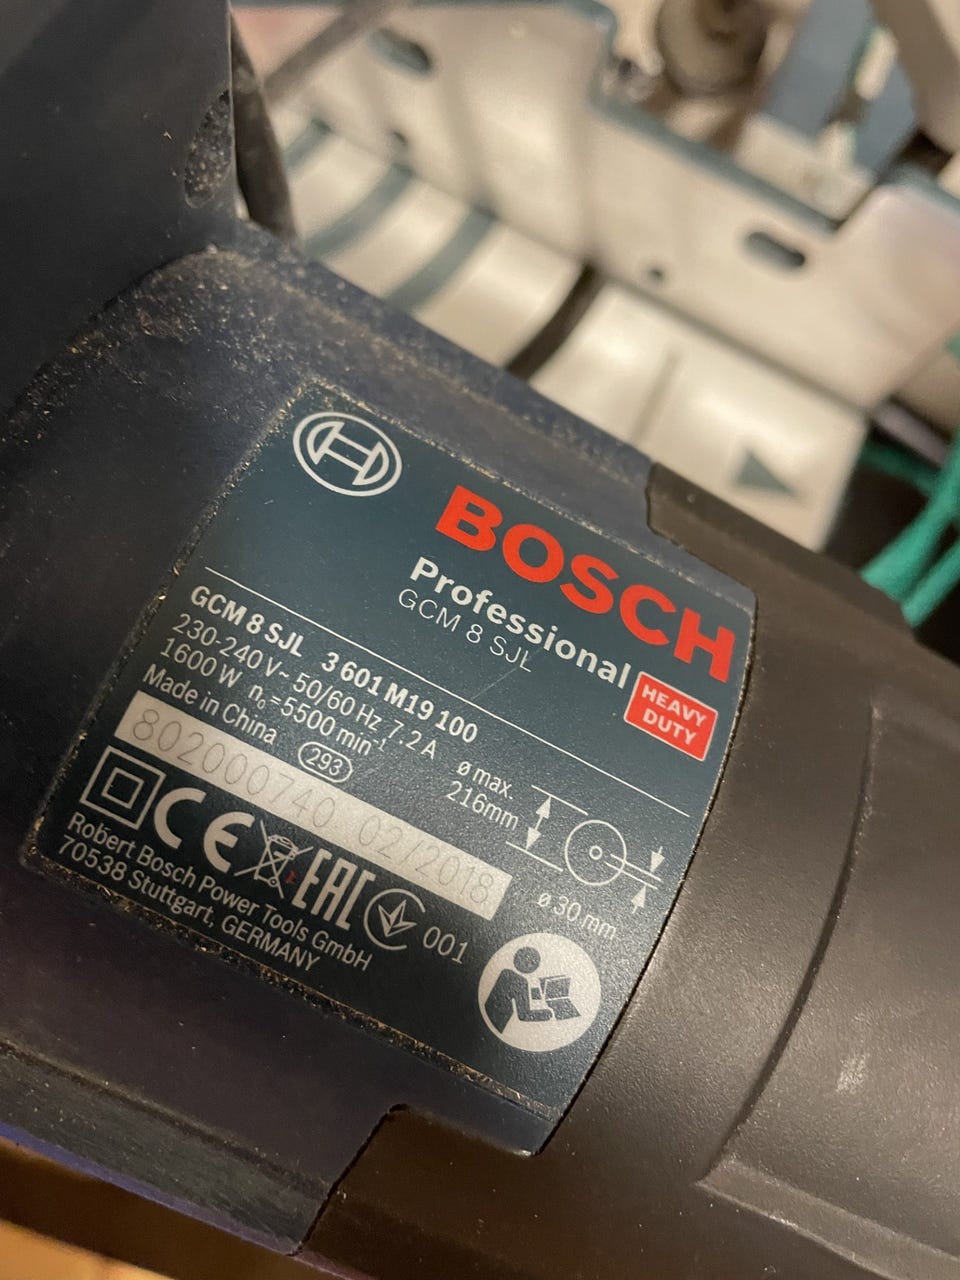 BOSCH
Professional
GCM 8 SJL
HEAVY
DUTY
GCM 8 SJL 3 601 M19 100
230-240 V~ 50/60 Hz 7,2 A
1600 W n₀ =5500 min⁻¹
Made in China 293
802000740 02/2018
ø max.
216mm
ø 30 mm
CE EAC 001
Robert Bosch Power Tools GmbH
70538 Stuttgart, GERMANY